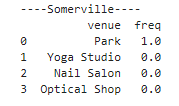 ----Somerville----
venue freq
0 Park 1.0
1 Yoga Studio 0.0
2 Nail Salon 0.0
3 Optical Shop 0.0